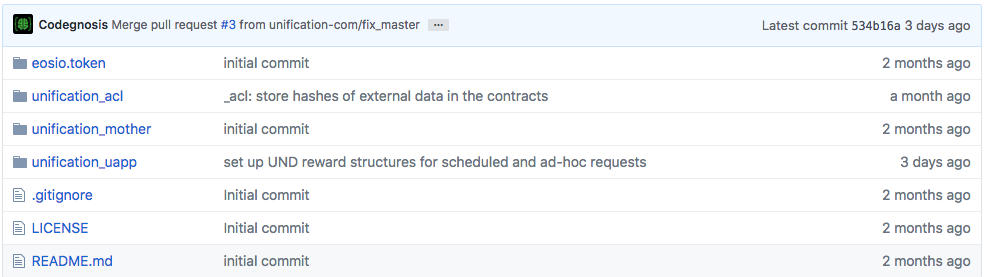 Codegnosis Merge pull request #3 from unification-com/fix_master ... Latest commit 534b16a 3 days ago
eosio.token initial commit 2 months ago
unification_acl _acl: store hashes of external data in the contracts a month ago
unification_mother initial commit 2 months ago
unification_uapp set up UND reward structures for scheduled and ad-hoc requests 3 days ago
.gitignore Initial commit 2 months ago
LICENSE Initial commit 2 months ago
README.md initial commit 2 months ago